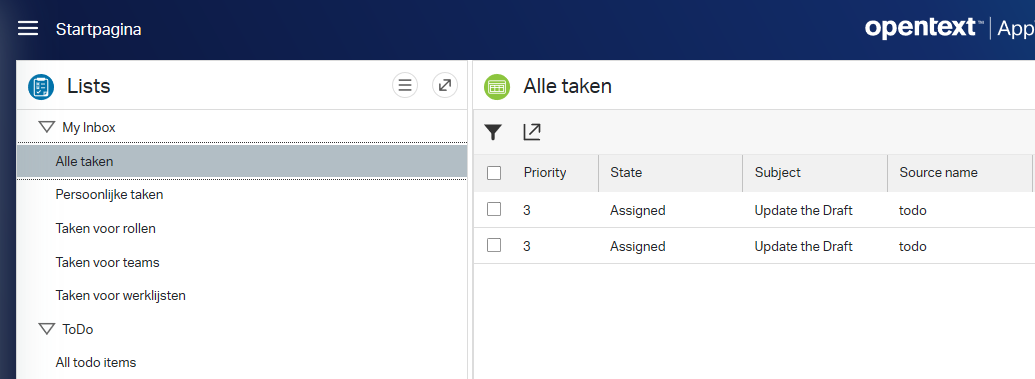 Startpagina
opentext™ | App
Lists
My Inbox
Alle taken
Persoonlijke taken
Taken voor rollen
Taken voor teams
Taken voor werklijsten
ToDo
All todo items
Alle taken
Priority State Subject Source name
3 Assigned Update the Draft todo
3 Assigned Update the Draft todo